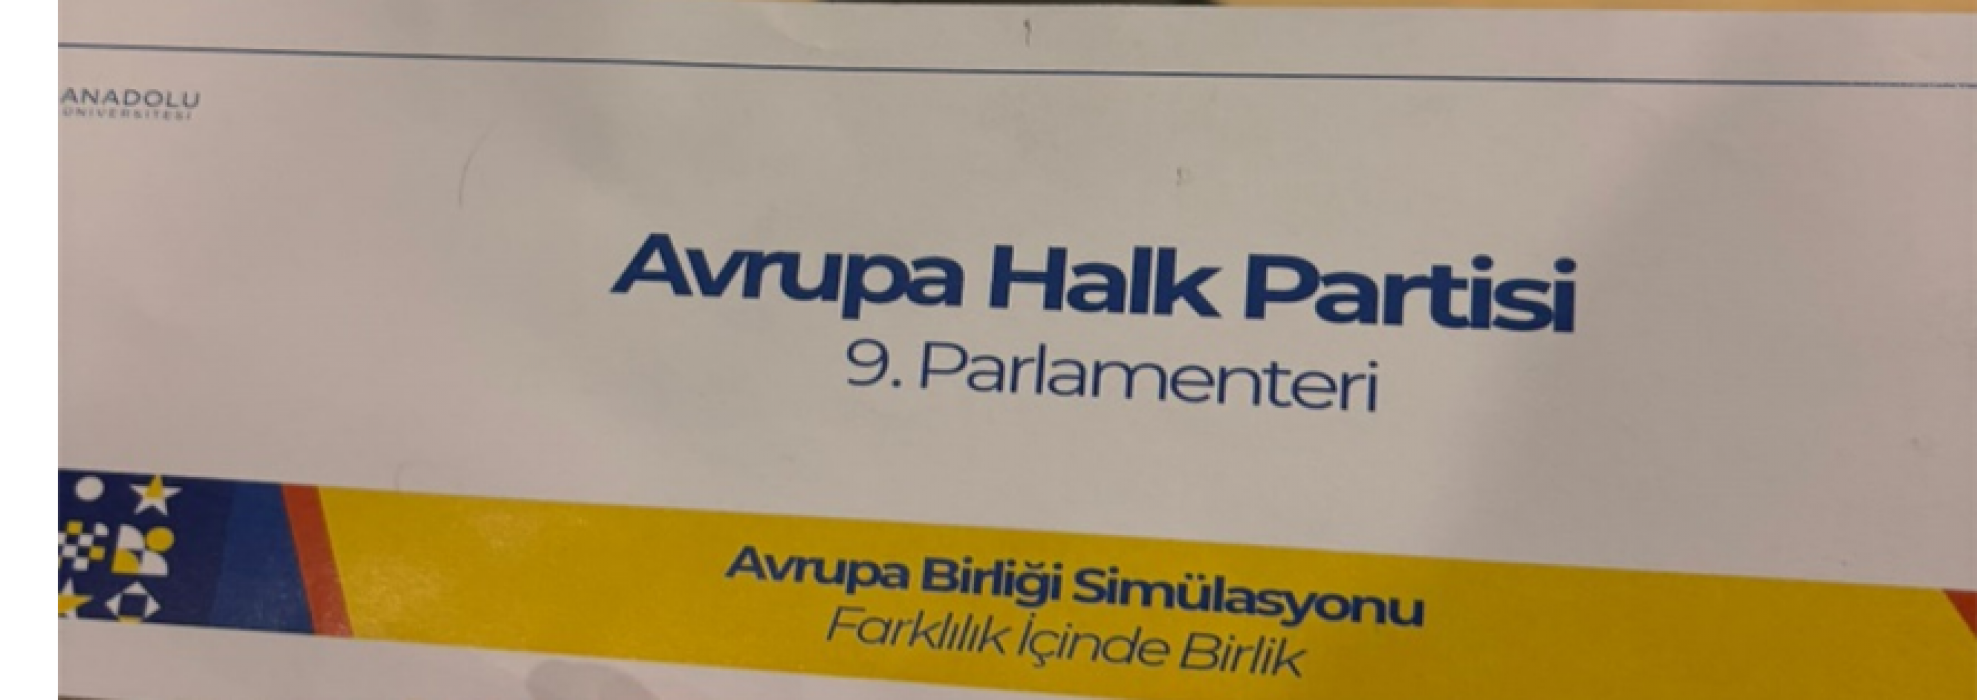 ANADOLU
ÜNİVERSİTESİ
Avrupa Halk Partisi
9. Parlamenteri
Avrupa Birliği Simülasyonu
Farklılık İçinde Birlik